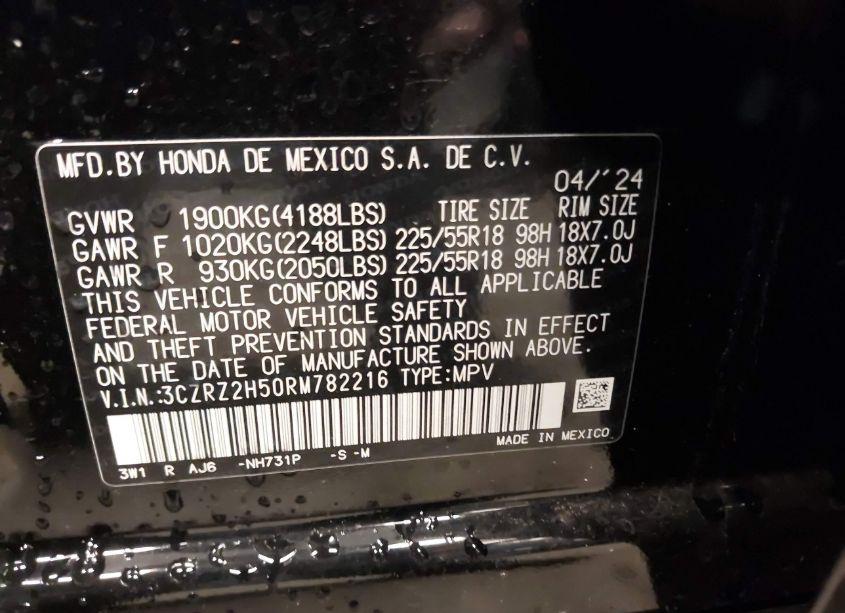 MFD.BY HONDA DE MEXICO S.A. DE C.V.
04/'24
GVWR 1900KG(4188LBS) TIRE SIZE RIM SIZE
GAWR F 1020KG(2248LBS) 225/55R18 98H 18X7.0J
GAWR R 930KG(2050LBS) 225/55R18 98H 18X7.0J
THIS VEHICLE CONFORMS TO ALL APPLICABLE
FEDERAL MOTOR VEHICLE SAFETY
AND THEFT PREVENTION STANDARDS IN EFFECT
ON THE DATE OF MANUFACTURE SHOWN ABOVE.
V.I.N.:3CZRZ2H50RM782216 TYPE:MPV
MADE IN MEXICO
3W1 R AJ6 -NH731P -S -M